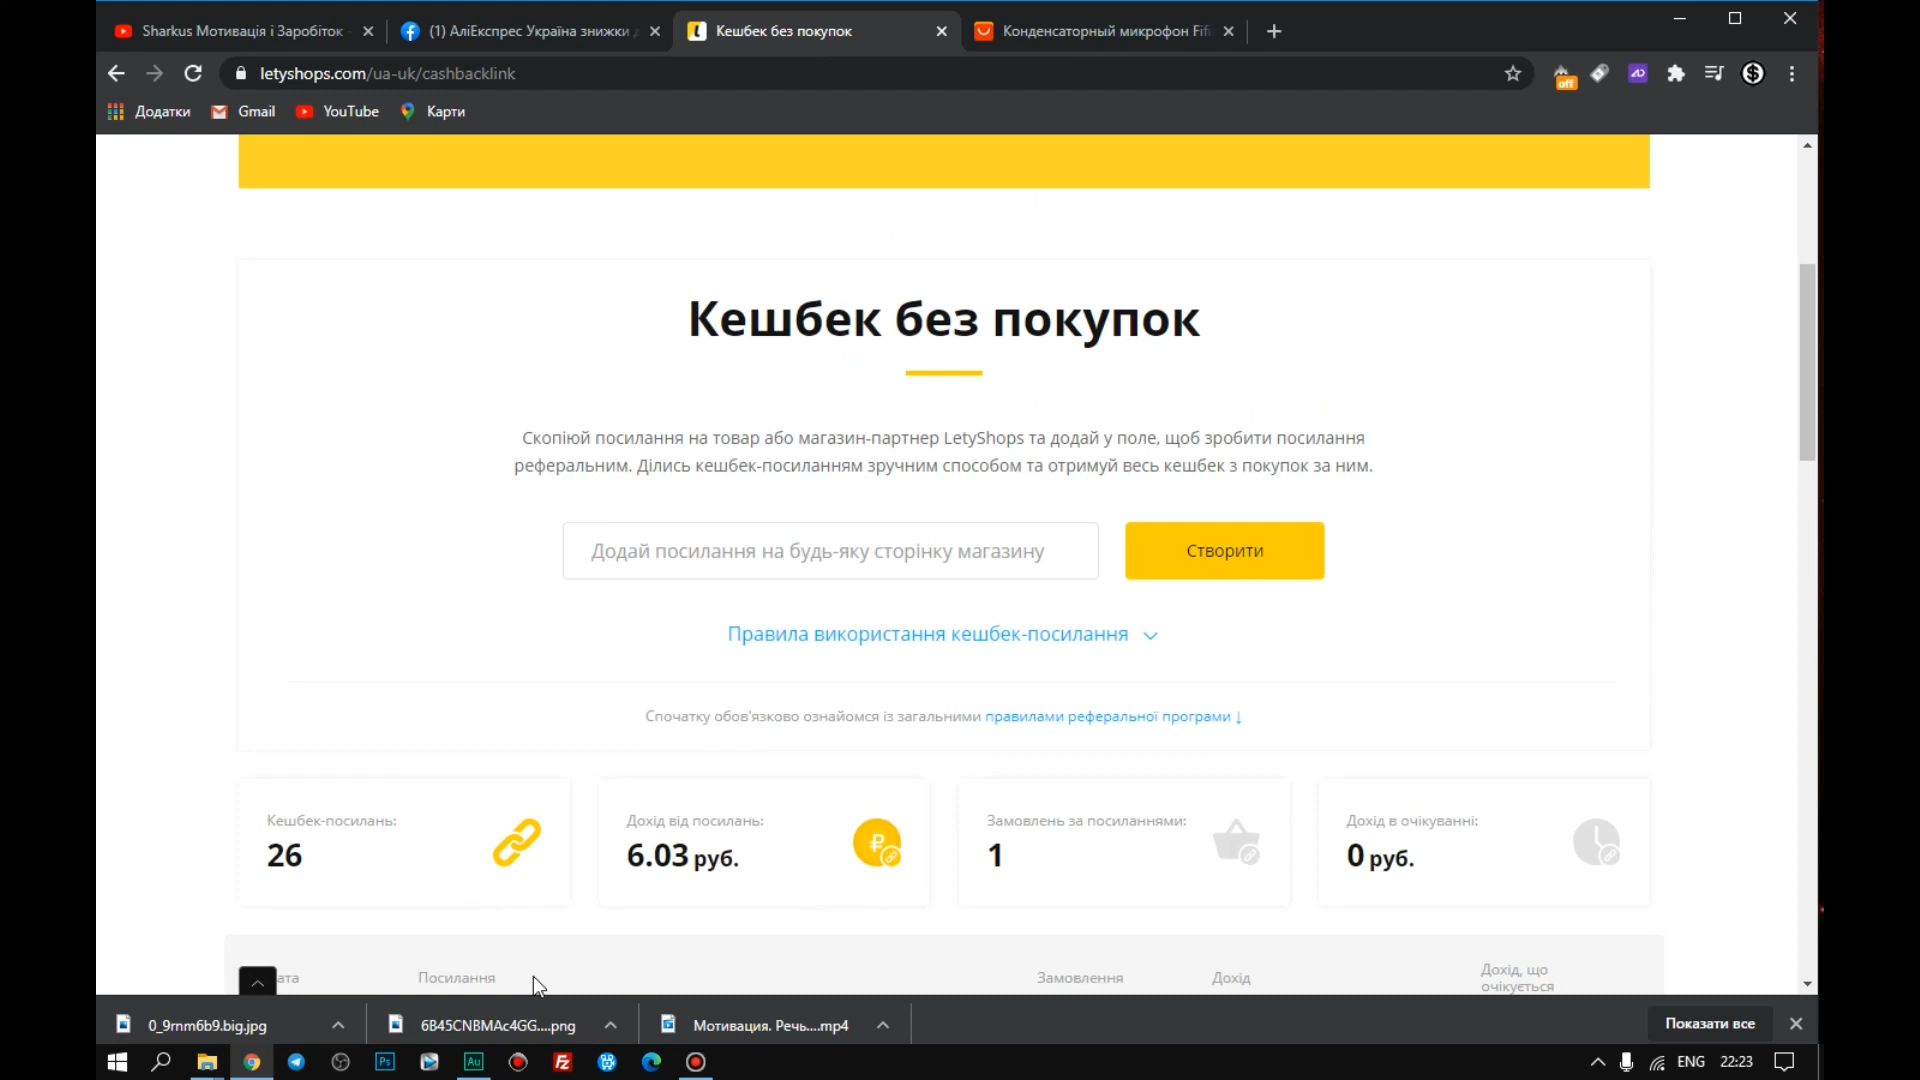 Sharkus Мотивація і Заробіток
(1) АліЕкспрес Україна знижки
Кешбек без покупок
Конденсаторный микрофон Fifi
letyshops.com/ua-uk/cashbacklink
off
Додатки
Gmail
YouTube
Карти
Кешбек без покупок
Скопіюй посилання на товар або магазин-партнер LetyShops та додай у поле, щоб зробити посилання
реферальним. Ділись кешбек-посиланням зручним способом та отримуй весь кешбек з покупок за ним.
Додай посилання на будь-яку сторінку магазину
Створити
Правила використання кешбек-посилання
Спочатку обов'язково ознайомся із загальними правилами реферальної програми ↓
Кешбек-посилань:
26
Дохід від посилань:
6.03 руб.
Замовлень за посиланнями:
1
Дохід в очікуванні:
0 руб.
ата
Посилання
Замовлення
Дохід
Дохід, що
очікується
0_9rnm6b9.big.jpg
6B45CNBMAc4GG....png
Мотивация. Речь....mp4
Показати все
Ps
Au
Fz
ENG
22:23